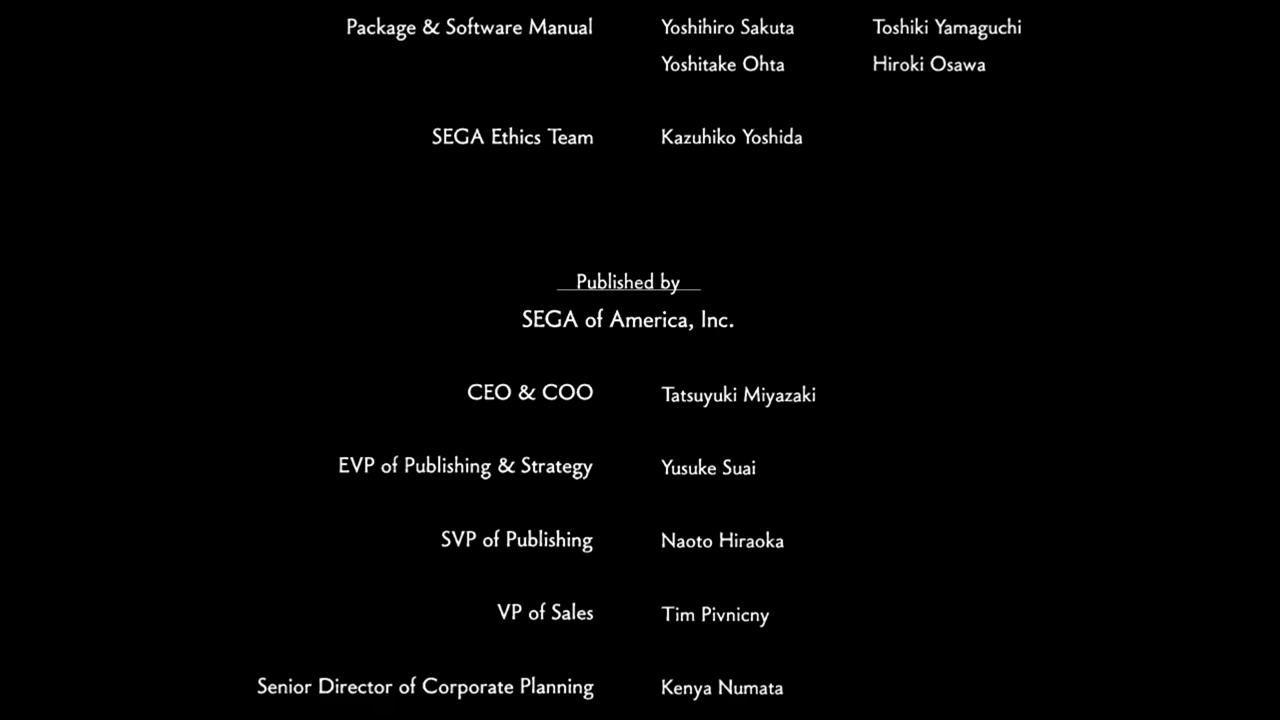 Package & Software Manual Yoshihiro Sakuta Toshiki Yamaguchi
Yoshitake Ohta Hiroki Osawa
SEGA Ethics Team Kazuhiko Yoshida
Published by
SEGA of America, Inc.
CEO & COO Tatsuyuki Miyazaki
EVP of Publishing & Strategy Yusuke Suai
SVP of Publishing Naoto Hiraoka
VP of Sales Tim Pivnicny
Senior Director of Corporate Planning Kenya Numata